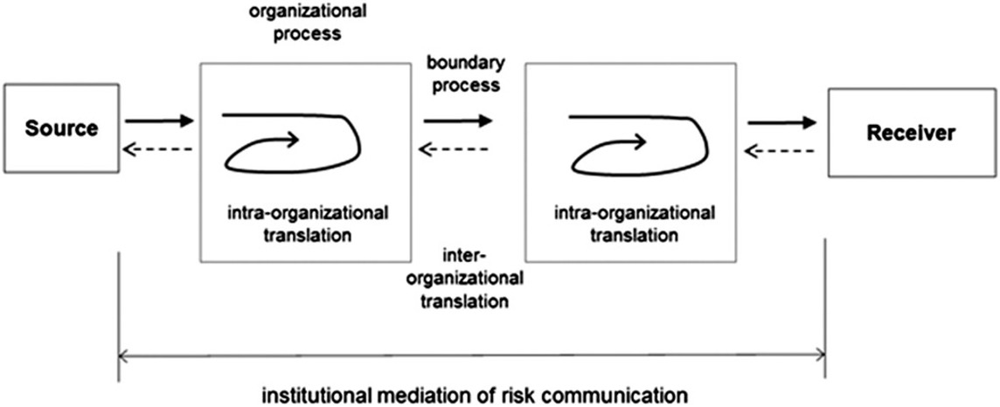 organizational
process
boundary
process
Source
Receiver
intra-organizational
translation
intra-organizational
translation
inter-
organizational
translation
institutional mediation of risk communication